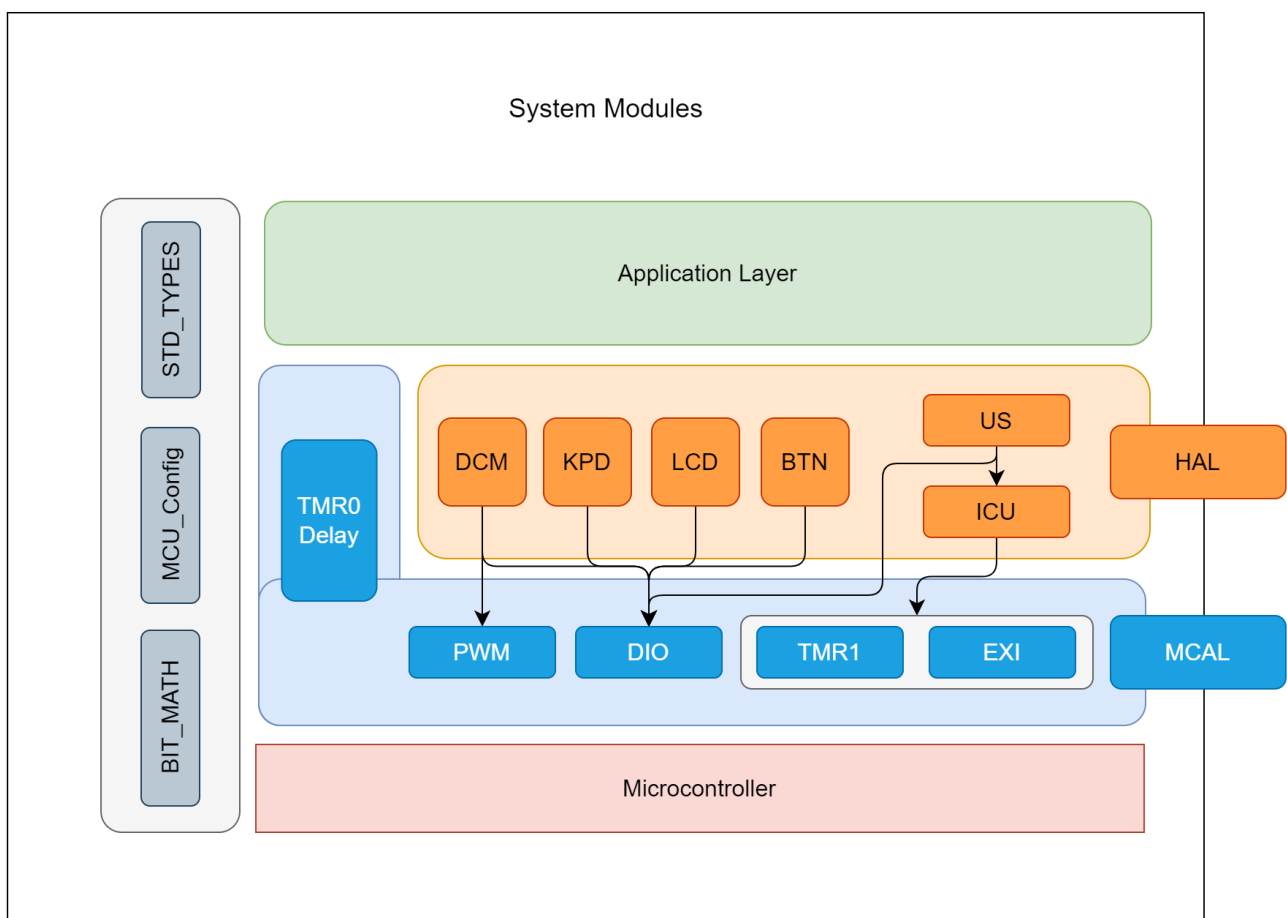 System Modules
STD_TYPES
MCU_Config
BIT_MATH
Application Layer
TMR0
Delay
DCM
KPD
LCD
BTN
US
ICU
HAL
PWM
DIO
TMR1
EXI
MCAL
Microcontroller